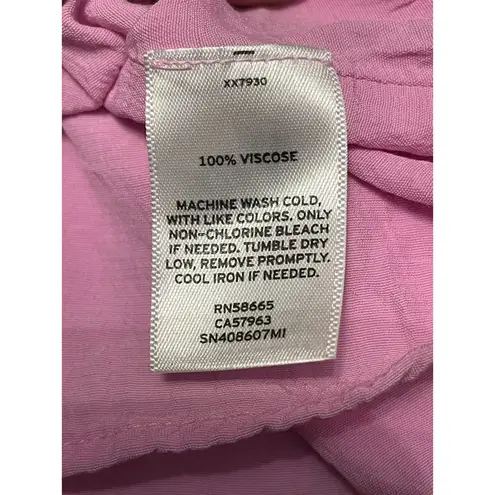 XX7930
100% VISCOSE
MACHINE WASH COLD,
WITH LIKE COLORS. ONLY
NON-CHLORINE BLEACH
IF NEEDED. TUMBLE DRY
LOW, REMOVE PROMPTLY.
COOL IRON IF NEEDED.
RN58665
CA57963
SN408607MI